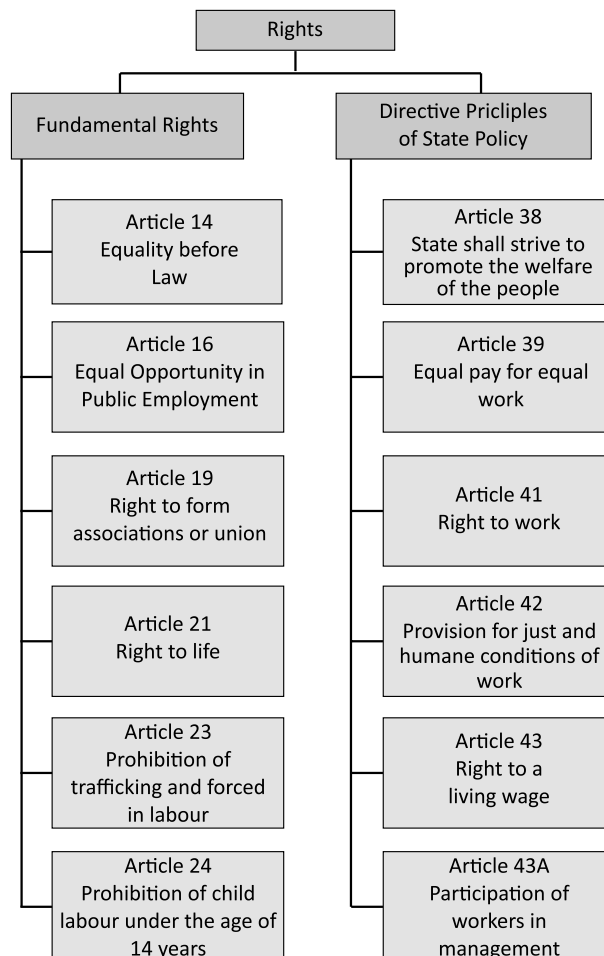 Rights
Fundamental Rights
Article 14
Equality before
Law
Article 16
Equal Opportunity in
Public Employment
Article 19
Right to form
associations or union
Article 21
Right to life
Article 23
Prohibition of
trafficking and forced
in labour
Article 24
Prohibition of child
labour under the age of
14 years
Directive Pricliples
of State Policy
Article 38
State shall strive to
promote the welfare
of the people
Article 39
Equal pay for equal
work
Article 41
Right to work
Article 42
Provision for just and
humane conditions of
work
Article 43
Right to a
living wage
Article 43A
Participation of
workers in
management